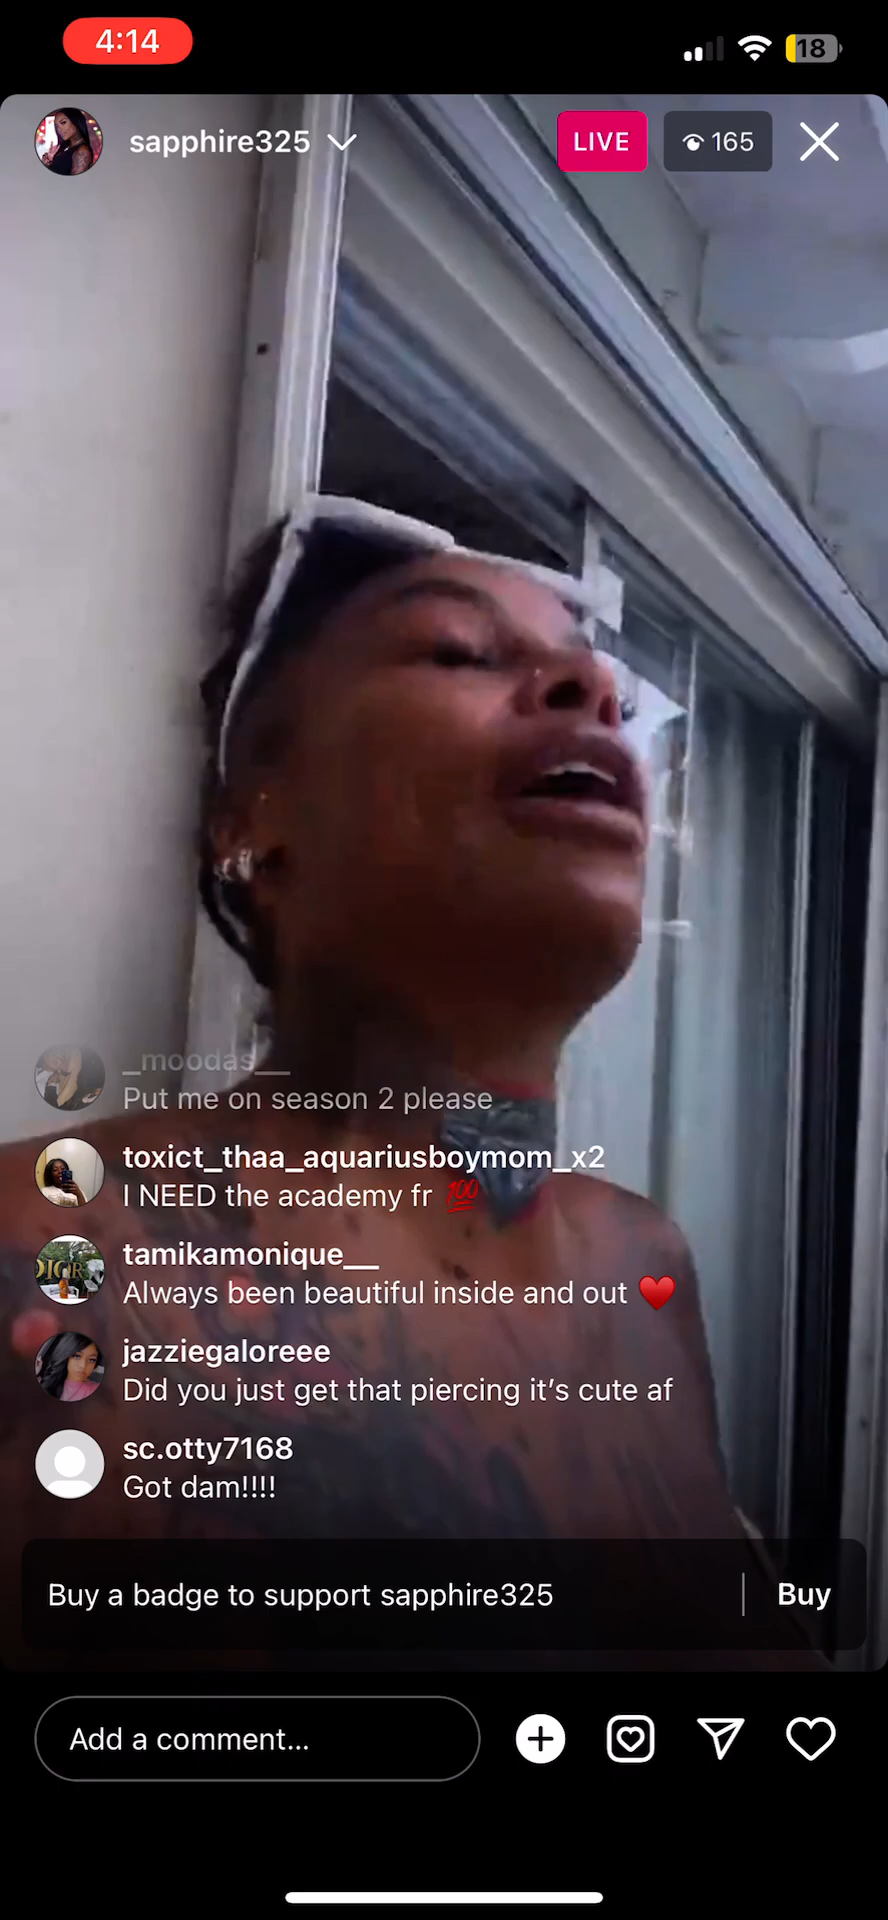 4:14
18
sapphire325
LIVE
165
_moodas__
Put me on season 2 please
toxict_thaa_aquariusboymom_x2
I NEED the academy fr 💯
tamikamonique__
DIOR
Always been beautiful inside and out ❤️
jazziegaloreee
Did you just get that piercing it's cute af
sc.otty7168
Got dam!!!!
Buy a badge to support sapphire325
Buy
Add a comment...